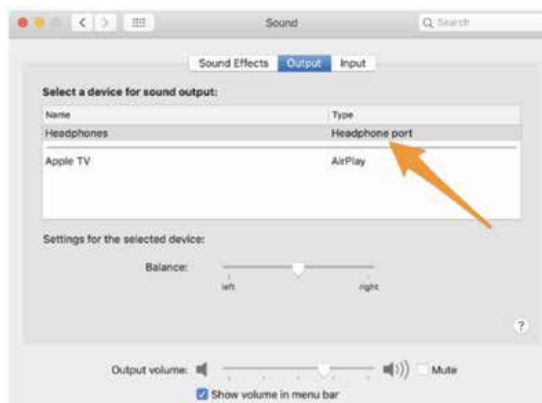 Sound
Search
Sound Effects Output Input
Select a device for sound output:
Name Type
Headphones Headphone port
Apple TV AirPlay
Settings for the selected device:
Balance:
left right
?
Output volume: Mute
Show volume in menu bar